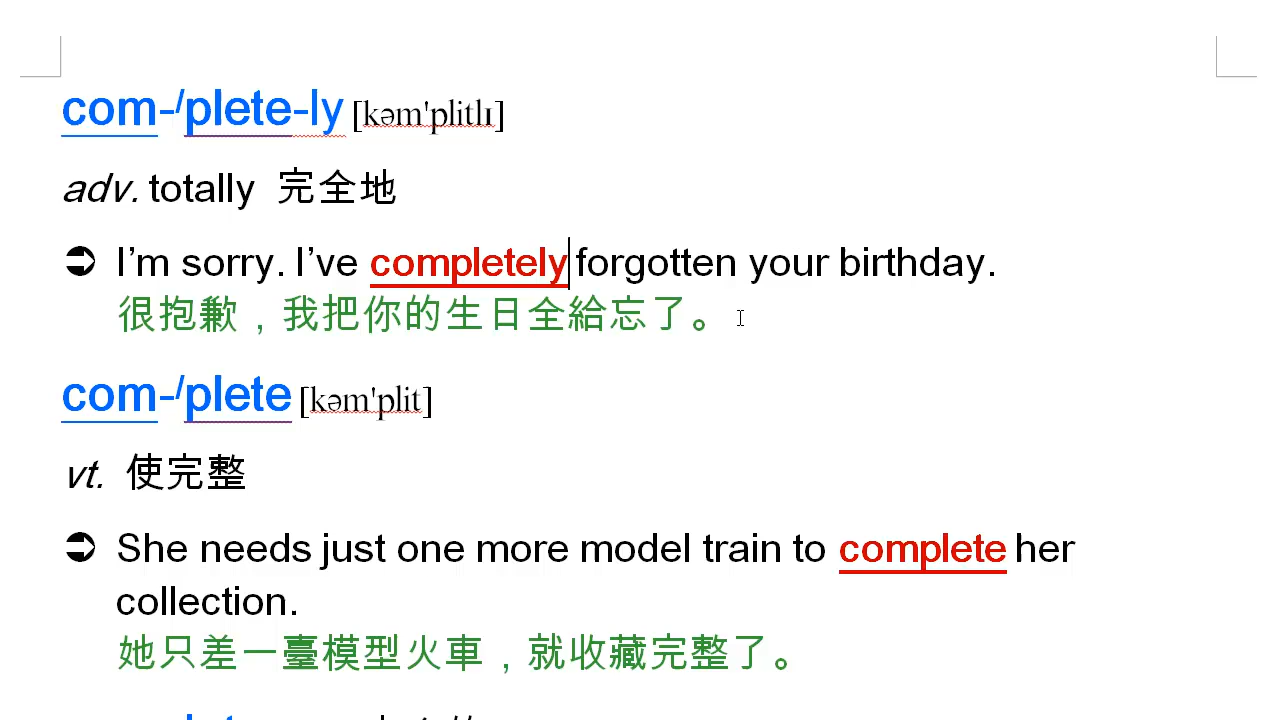 com-ˈplete-ly [kəm'plitlɪ]
adv. totally 完全地
➲ I’m sorry. I’ve completely forgotten your birthday.
很抱歉，我把你的生日全給忘了。
com-ˈplete [kəm'plit]
vt. 使完整
➲ She needs just one more model train to complete her
collection.
她只差一臺模型火車，就收藏完整了。